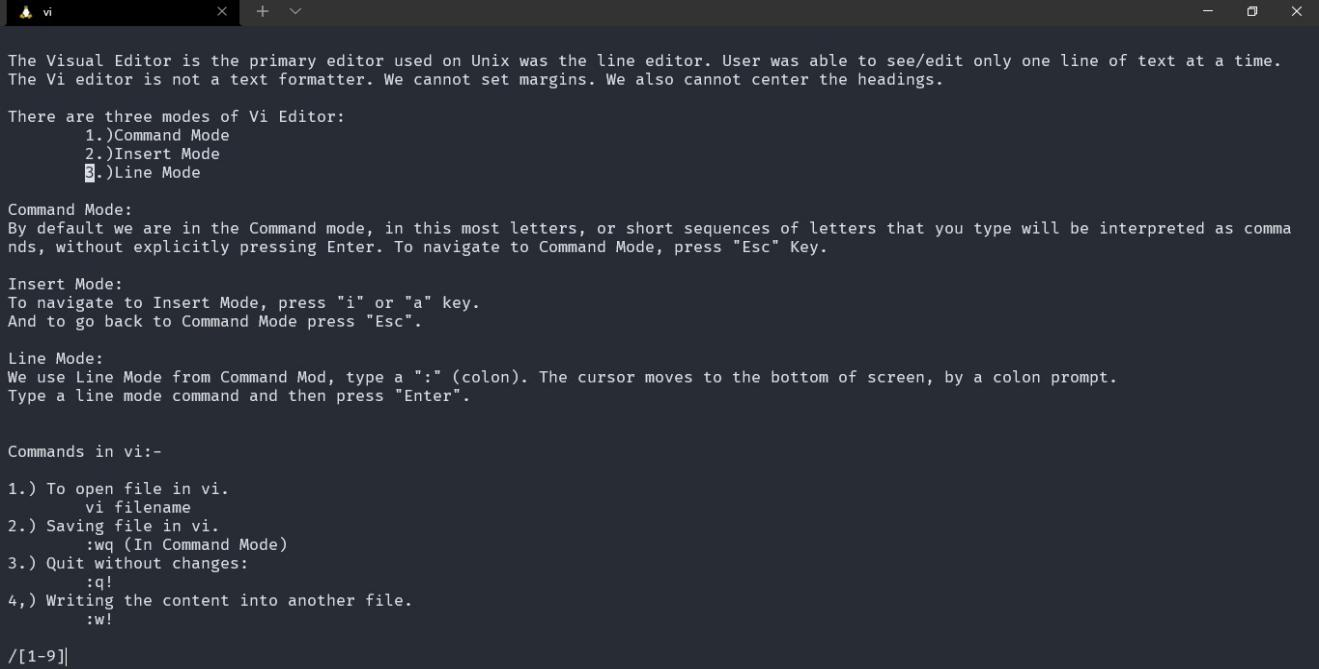 vi
The Visual Editor is the primary editor used on Unix was the line editor. User was able to see/edit only one line of text at a time.
The Vi editor is not a text formatter. We cannot set margins. We also cannot center the headings.
There are three modes of Vi Editor:
1.)Command Mode
2.)Insert Mode
3.)Line Mode
Command Mode:
By default we are in the Command mode, in this most letters, or short sequences of letters that you type will be interpreted as comma
nds, without explicitly pressing Enter. To navigate to Command Mode, press "Esc" Key.
Insert Mode:
To navigate to Insert Mode, press "i" or "a" key.
And to go back to Command Mode press "Esc".
Line Mode:
We use Line Mode from Command Mod, type a ":" (colon). The cursor moves to the bottom of screen, by a colon prompt.
Type a line mode command and then press "Enter".
Commands in vi:-
1.) To open file in vi.
vi filename
2.) Saving file in vi.
:wq (In Command Mode)
3.) Quit without changes:
:q!
4,) Writing the content into another file.
:w!
/[1-9]